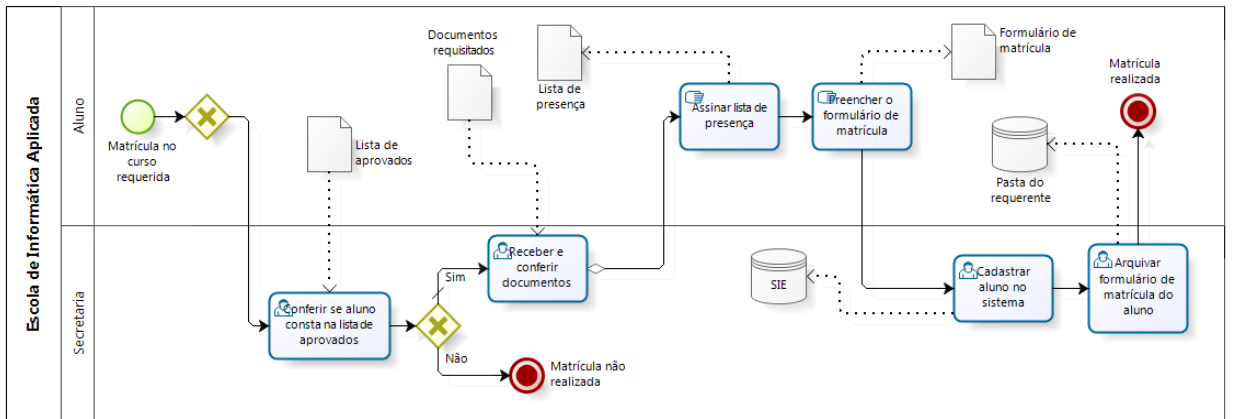 Escola de Informática Aplicada
Aluno
Matrícula no
curso
requerida
Lista de
aprovados
Documentos
requisitados
Lista de
presença
Assinar lista de
presença
Preencher o
formulário de
matrícula
Formulário de
matrícula
Matrícula
realizada
Pasta do
requerente
Secretaria
Conferir se aluno
consta na lista de
aprovados
Sim
Não
Receber e
conferir
documentos
Matrícula não
realizada
SIE
Cadastrar
aluno no
sistema
Arquivar
formulário de
matrícula do
aluno